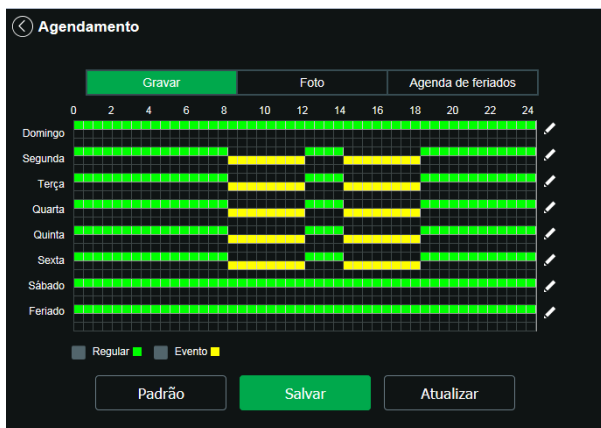 Agendamento
Gravar Foto Agenda de feriados
0 2 4 6 8 10 12 14 16 18 20 22 24
Domingo
Segunda
Terça
Quarta
Quinta
Sexta
Sábado
Feriado
Regular Evento
Padrão Salvar Atualizar